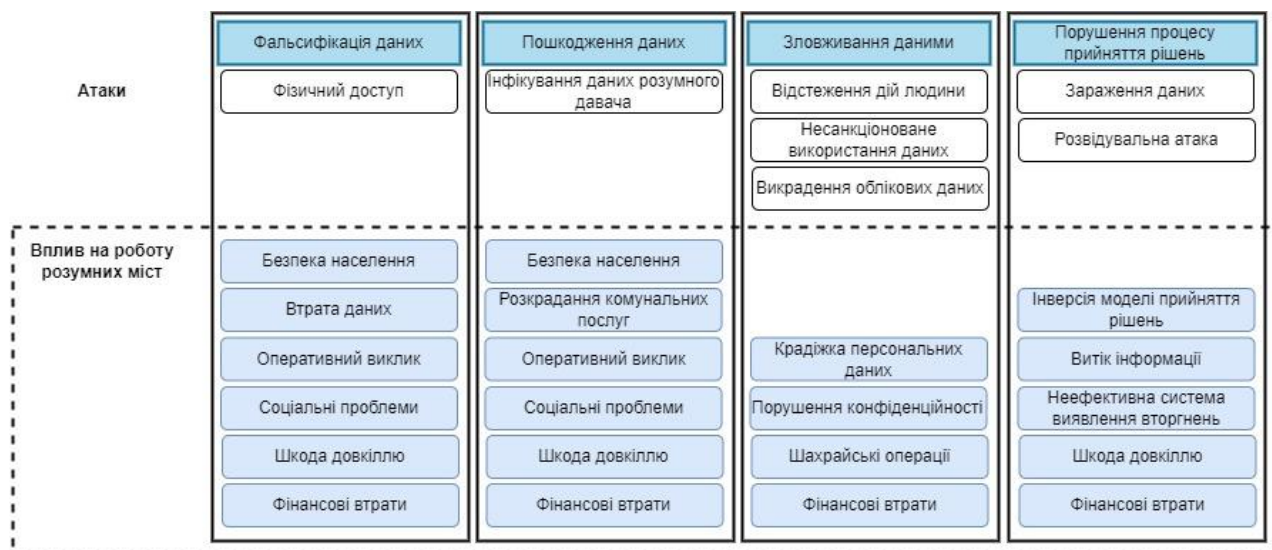 Фальсифікація даних
Пошкодження даних
Зловживання даними
Порушення процесу
прийняття рішень
Атаки
Фізичний доступ
Інфікування даних розумного
давача
Відстеження дій людини
Зараження даних
Несанкціоноване
використання даних
Розвідувальна атака
Викрадення облікових даних
Вплив на роботу
розумних міст
Безпека населення
Безпека населення
Втрата даних
Розкрадання комунальних
послуг
Інверсія моделі прийняття
рішень
Оперативний виклик
Оперативний виклик
Крадіжка персональних
даних
Витік інформації
Соціальні проблеми
Соціальні проблеми
Порушення конфіденційності
Неефективна система
виявлення вторгнень
Шкода довкіллю
Шкода довкіллю
Шахрайські операції
Шкода довкіллю
Фінансові втрати
Фінансові втрати
Фінансові втрати
Фінансові втрати